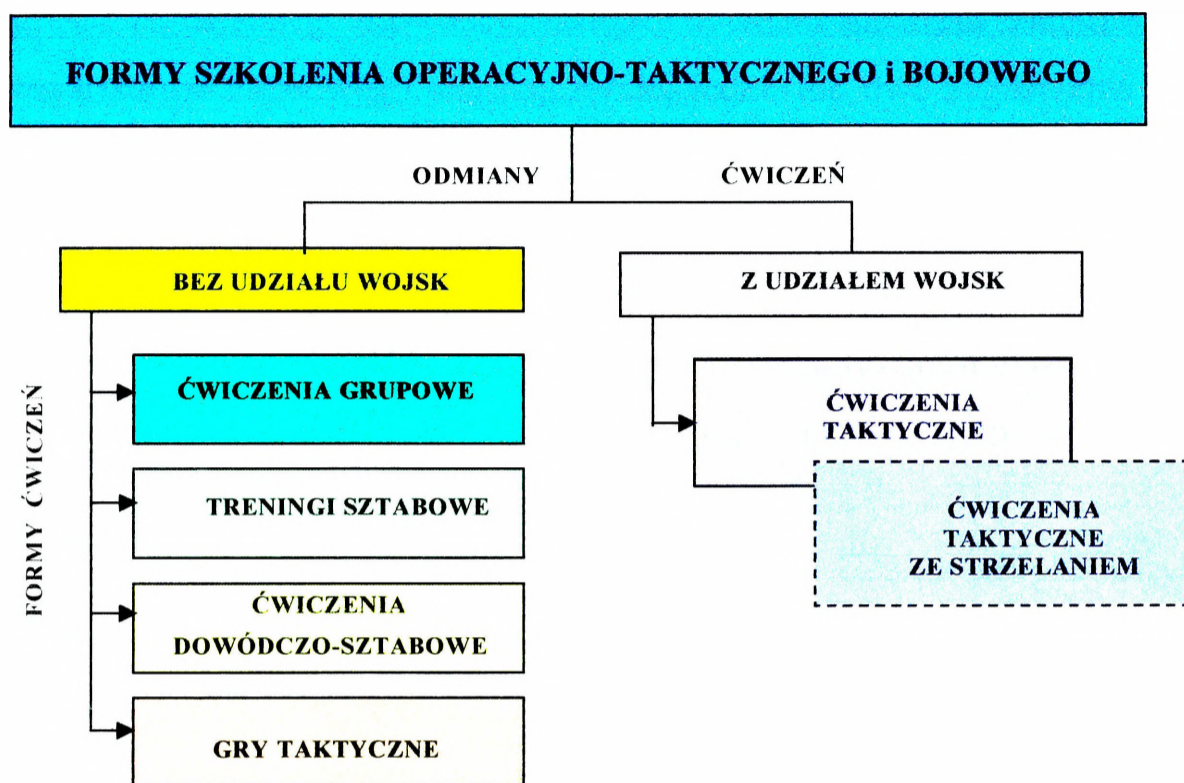 FORMY SZKOLENIA OPERACYJNO-TAKTYCZNEGO i BOJOWEGO
ODMIANY ĆWICZEŃ
BEZ UDZIAŁU WOJSK
Z UDZIAŁEM WOJSK
FORMY ĆWICZEŃ
ĆWICZENIA GRUPOWE
TRENINGI SZTABOWE
ĆWICZENIA
DOWÓDCZO-SZTABOWE
GRY TAKTYCZNE
ĆWICZENIA
TAKTYCZNE
ĆWICZENIA
TAKTYCZNE
ZE STRZELANIEM